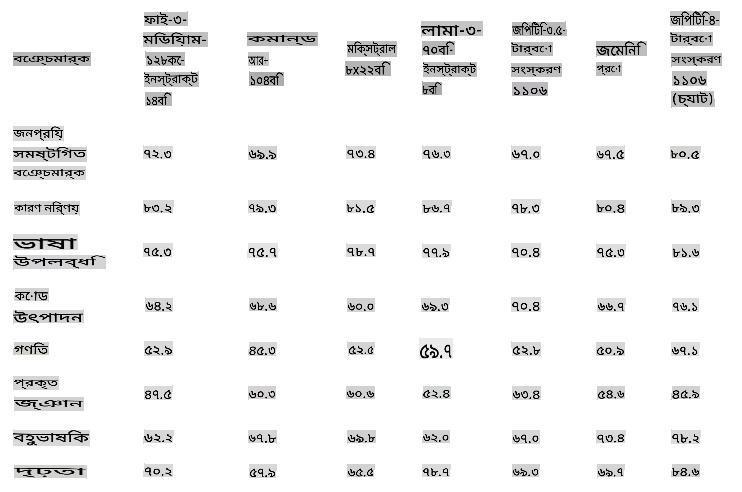 বেঞ্চমার্ক
ফাই-৩-
মিডিয়াম-
১২৮কে-
ইনস্ট্রাক্ট
১৪বি
কমান্ড
আর-
১০৪বি
মিক্সট্রাল
৮x২২বি
লামা-৩-
৭০বি-
ইনস্ট্রাক্ট
৮বি
জিপিটি-৩.৫-
টার্বো
সংস্করণ
১১০৬
জেমিনি
প্রো
জিপিটি-৪-
টার্বো
সংস্করণ
১১০৬
(চ্যাট)
জনপ্রিয়
সমষ্টিগত
বেঞ্চমার্ক
৭২.৩ ৬৯.৯ ৭৩.৪ ৭৬.৩ ৬৭.০ ৬৭.৫ ৮০.৫
কারণ নির্ণয় ৮৩.২ ৭৯.৩ ৮১.৫ ৮৬.৭ ৭৮.৩ ৮০.৪ ৮৯.৩
ভাষা
উপলব্ধি
৭৫.৩ ৭৫.৭ ৭৮.৭ ৭৭.৯ ৭০.৪ ৭৫.৩ ৮১.৬
কোড
উৎপাদন
৬৪.২ ৬৮.৬ ৬০.০ ৬৯.৩ ৭০.৪ ৬৬.৭ ৭৬.১
গণিত ৫২.৯ ৪৫.৩ ৫২.৫ ৫৯.৭ ৫২.৮ ৫০.৯ ৬৭.১
প্রকৃত
জ্ঞান
৪৭.৫ ৬০.৩ ৬০.৬ ৫২.৪ ৬৩.৪ ৫৪.৬ ৪৫.৯
বহুভাষিক ৬২.২ ৬৭.৮ ৬৯.৮ ৬২.০ ৬৭.০ ৭৩.৪ ৭৮.২
দৃঢ়তা ৭০.২ ৫৭.৯ ৬৫.৫ ৭৮.৭ ৬৯.৩ ৬৯.৭ ৮৪.৬